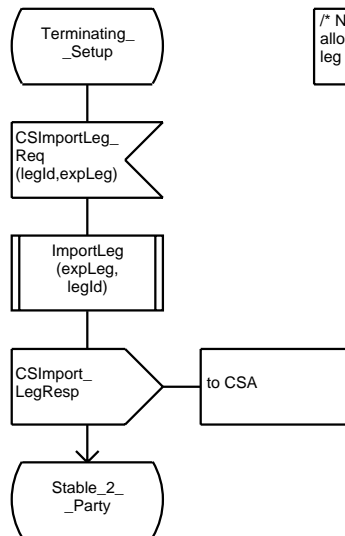 Terminating_
_Setup
/* N
allo
leg
CSImportLeg_
Req
(legId,expLeg)
ImportLeg
(expLeg,
legId)
CSImport_
LegResp
to CSA
Stable_2_
_Party